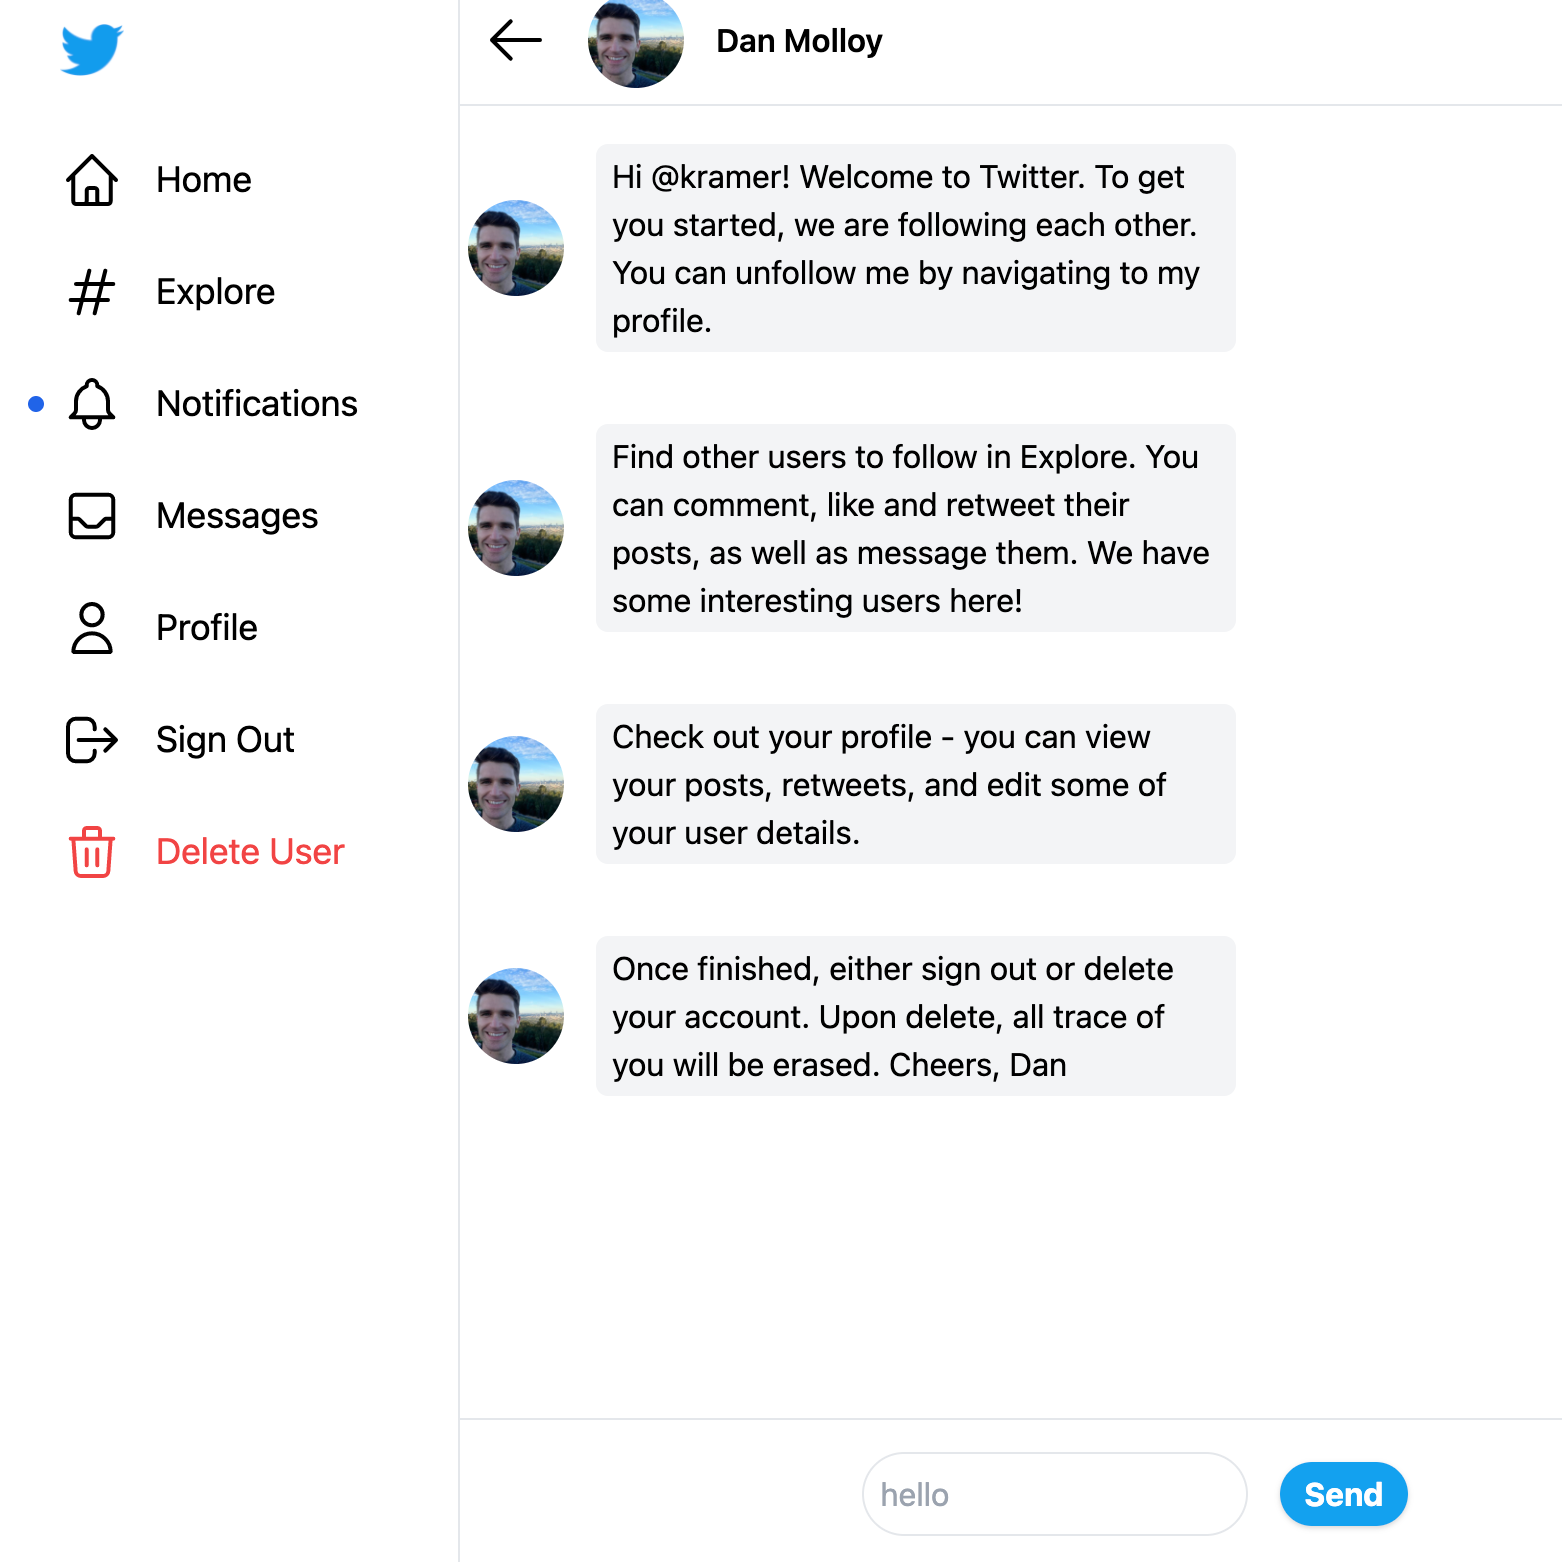 Home
Explore
Notifications
Messages
Profile
Sign Out
Delete User
Dan Molloy
Hi @kramer! Welcome to Twitter. To get
you started, we are following each other.
You can unfollow me by navigating to my
profile.
Find other users to follow in Explore. You
can comment, like and retweet their
posts, as well as message them. We have
some interesting users here!
Check out your profile - you can view
your posts, retweets, and edit some of
your user details.
Once finished, either sign out or delete
your account. Upon delete, all trace of
you will be erased. Cheers, Dan
hello
Send